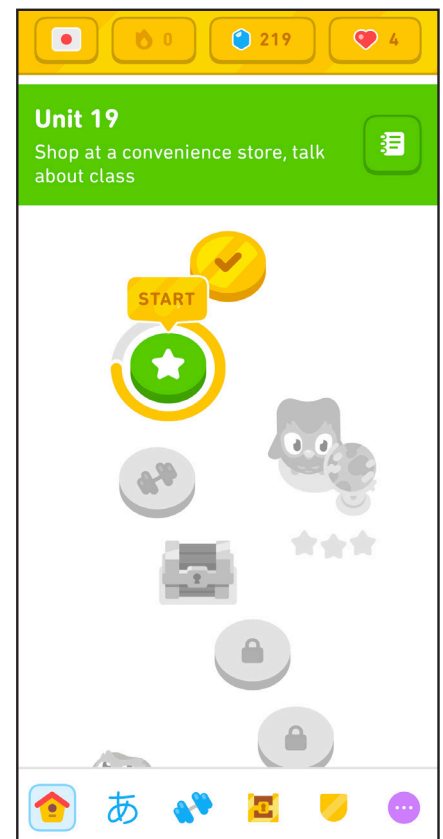 0
219
4
Unit 19
Shop at a convenience store, talk
about class
START
あ